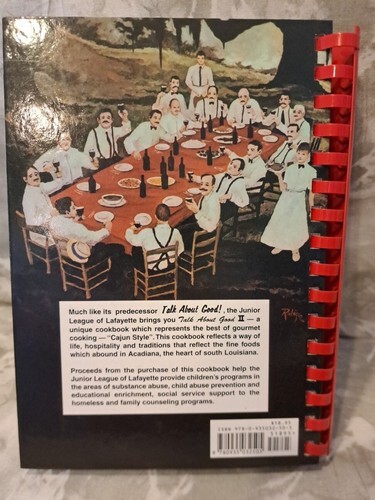 Rodrigue
Much like its predecessor Talk About Good!, the Junior
League of Lafayette brings you Talk About Good II — a
unique cookbook which represents the best of gourmet
cooking — "Cajun Style". This cookbook reflects a way of
life, hospitality and traditions that reflect the fine foods
which abound in Acadiana, the heart of south Louisiana.
Proceeds from the purchase of this cookbook help the
Junior League of Lafayette provide children's programs in
the areas of substance abuse, child abuse prevention and
educational enrichment, social service support to the
homeless and family counseling programs.
$18.95